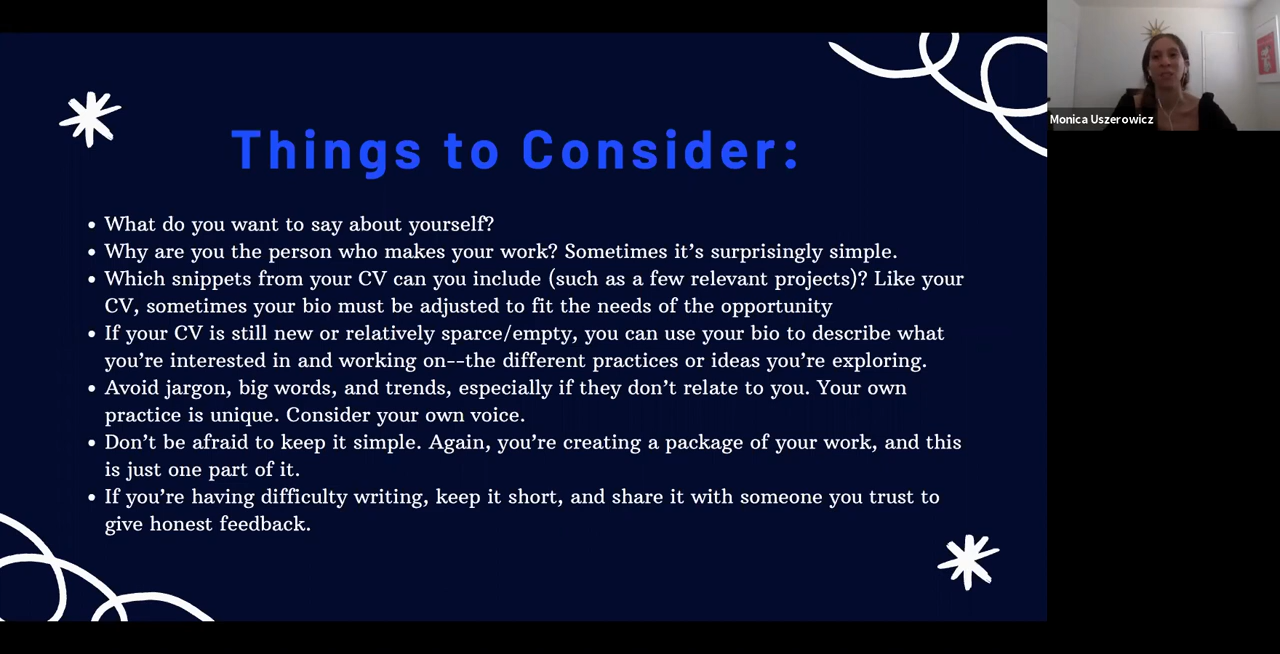 Things to Consider:
• What do you want to say about yourself?
• Why are you the person who makes your work? Sometimes it's surprisingly simple.
• Which snippets from your CV can you include (such as a few relevant projects)? Like your
CV, sometimes your bio must be adjusted to fit the needs of the opportunity
• If your CV is still new or relatively sparce/empty, you can use your bio to describe what
you're interested in and working on--the different practices or ideas you're exploring.
• Avoid jargon, big words, and trends, especially if they don't relate to you. Your own
practice is unique. Consider your own voice.
• Don't be afraid to keep it simple. Again, you're creating a package of your work, and this
is just one part of it.
• If you're having difficulty writing, keep it short, and share it with someone you trust to
give honest feedback.
Monica Uszerowicz